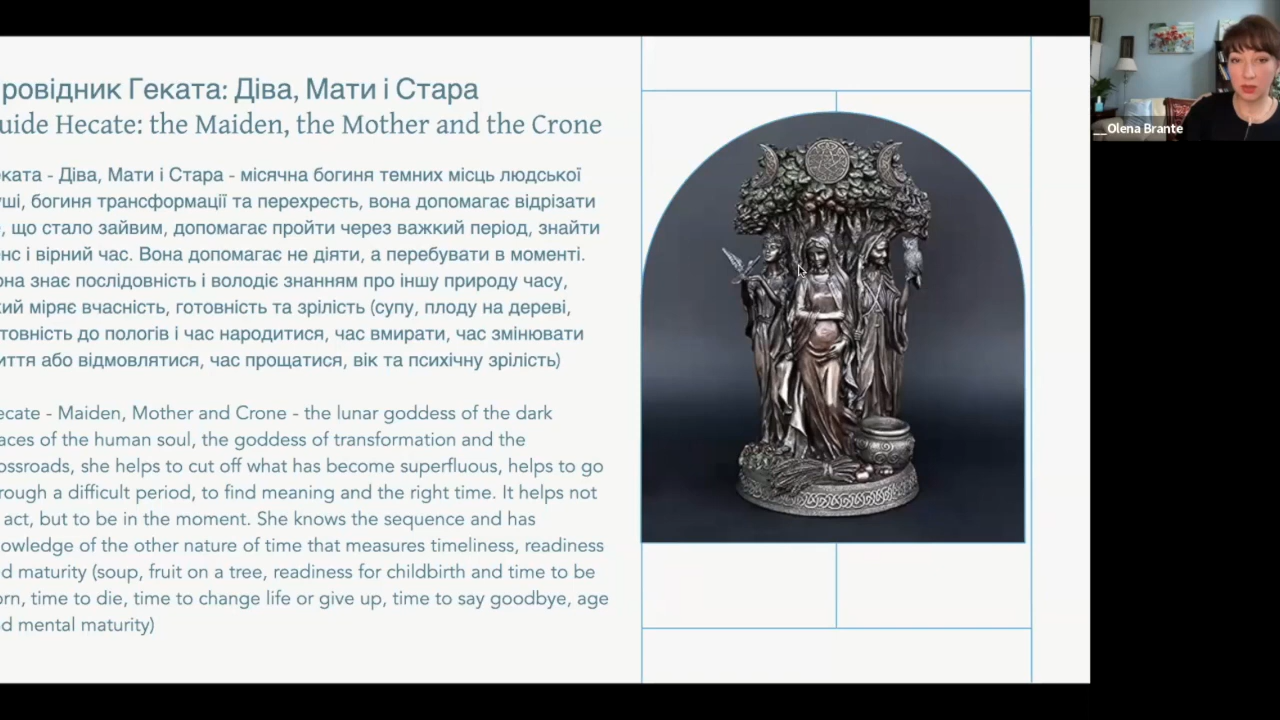 ровідник Геката: Діва, Мати і Стара
uide Hecate: the Maiden, the Mother and the Crone
ката - Діва, Мати і Стара - місячна богиня темних місць людської
ші, богиня трансформації та перехресть, вона допомагає відрізати
, що стало зайвим, допомагає пройти через важкий період, знайти
нс і вірний час. Вона допомагає не діяти, а перебувати в моменті.
на знає послідовність і володіє знанням про іншу природу часу,
ий міряє вчасність, готовність та зрілість (супу, плоду на дереві,
товність до пологів і час народитися, час вмирати, час змінювати
иття або відмовлятися, час прощатися, вік та психічну зрілість)
ecate - Maiden, Mother and Crone - the lunar goddess of the dark
aces of the human soul, the goddess of transformation and the
ossroads, she helps to cut off what has become superfluous, helps to go
rough a difficult period, to find meaning and the right time. It helps not
act, but to be in the moment. She knows the sequence and has
owledge of the other nature of time that measures timeliness, readiness
d maturity (soup, fruit on a tree, readiness for childbirth and time to be
orn, time to die, time to change life or give up, time to say goodbye, age
d mental maturity)
__Olena Brante